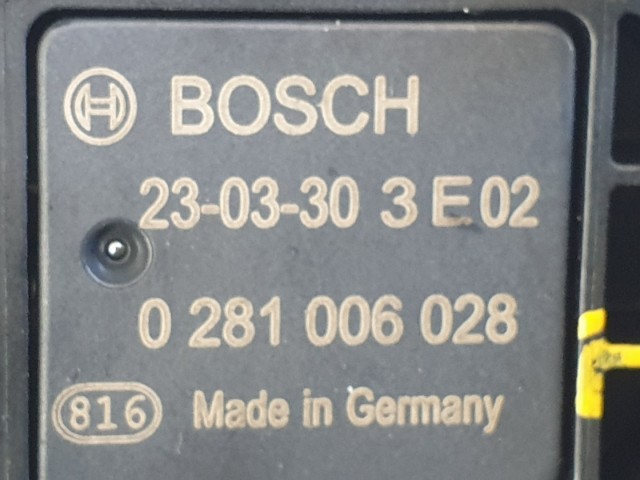 BOSCH
23-03-30 3 E 02
0 281 006 028
816 Made in Germany